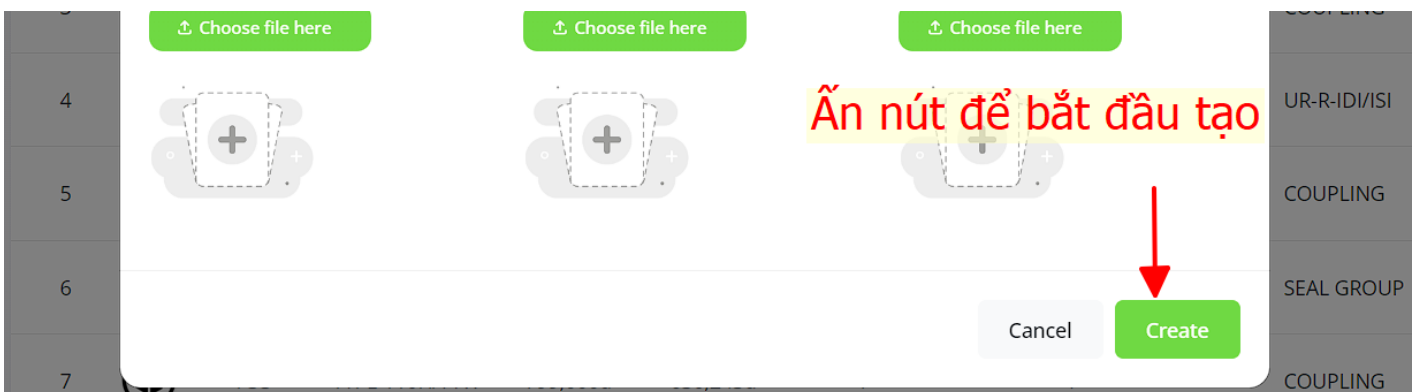 Choose file here
Choose file here
Choose file here
4
Ấn nút để bắt đầu tạo
UR-R-IDI/ISI
5
COUPLING
6
SEAL GROUP
Cancel
Create
7
COUPLING